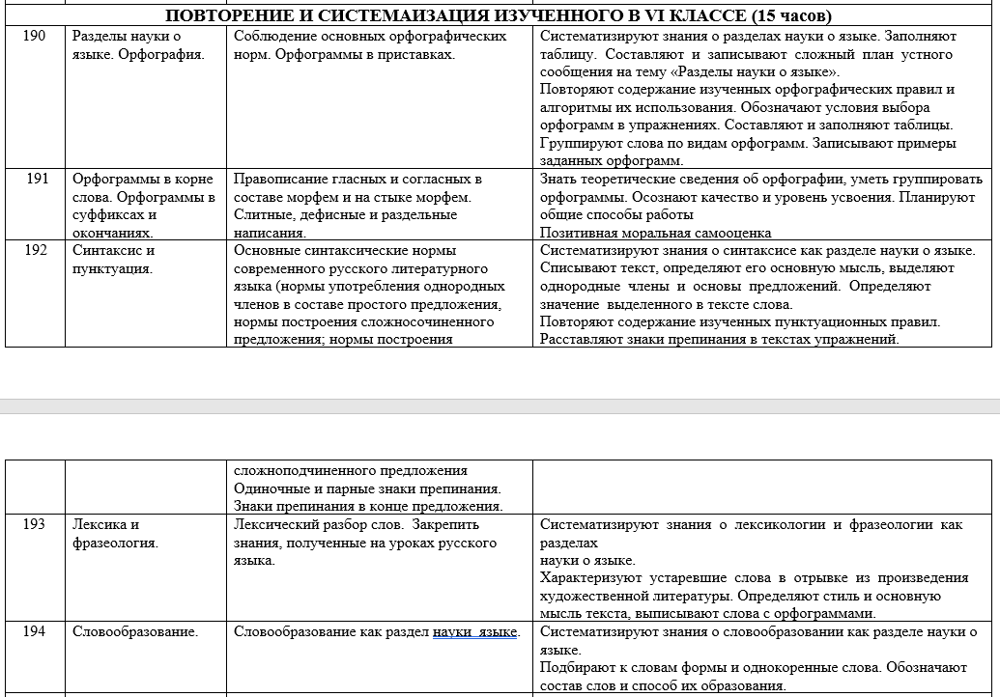 ПОВТОРЕНИЕ И СИСТЕМАИЗАЦИЯ ИЗУЧЕННОГО В VI КЛАССЕ (15 часов)
190
Разделы науки о
языке. Орфография.
Соблюдение основных орфографических
норм. Орфограммы в приставках.
Систематизируют знания о разделах науки о языке. Заполняют
таблицу. Составляют и записывают сложный план устного
сообщения на тему «Разделы науки о языке».
Повторяют содержание изученных орфографических правил и
алгоритмы их использования. Обозначают условия выбора
орфограмм в упражнениях. Составляют и заполняют таблицы.
Группируют слова по видам орфограмм. Записывают примеры
заданных орфограмм.
191
Орфограммы в корне
слова. Орфограммы в
суффиксах и
окончаниях.
Правописание гласных и согласных в
составе морфем и на стыке морфем.
Слитные, дефисные и раздельные
написания.
Знать теоретические сведения об орфографии, уметь группировать
орфограммы. Осознают качество и уровень усвоения. Планируют
общие способы работы
Позитивная моральная самооценка
192
Синтаксис и
пунктуация.
Основные синтаксические нормы
современного русского литературного
языка (нормы употребления однородных
членов в составе простого предложения,
нормы построения сложносочиненного
предложения; нормы построения
Систематизируют знания о синтаксисе как разделе науки о языке.
Списывают текст, определяют его основную мысль, выделяют
однородные члены и основы предложений. Определяют
значение выделенного в тексте слова.
Повторяют содержание изученных пунктуационных правил.
Расставляют знаки препинания в текстах упражнений.
сложноподчиненного предложения
Одиночные и парные знаки препинания.
Знаки препинания в конце предложения.
193
Лексика и
фразеология.
Лексический разбор слов. Закрепить
знания, полученные на уроках русского
языка.
Систематизируют знания о лексикологии и фразеологии как
разделах
науки о языке.
Характеризуют устаревшие слова в отрывке из произведения
художественной литературы. Определяют стиль и основную
мысль текста, выписывают слова с орфограммами.
194
Словообразование.
Словообразование как раздел науки языке.
Систематизируют знания о словообразовании как разделе науки о
языке.
Подбирают к словам формы и однокоренные слова. Обозначают
состав слов и способ их образования.